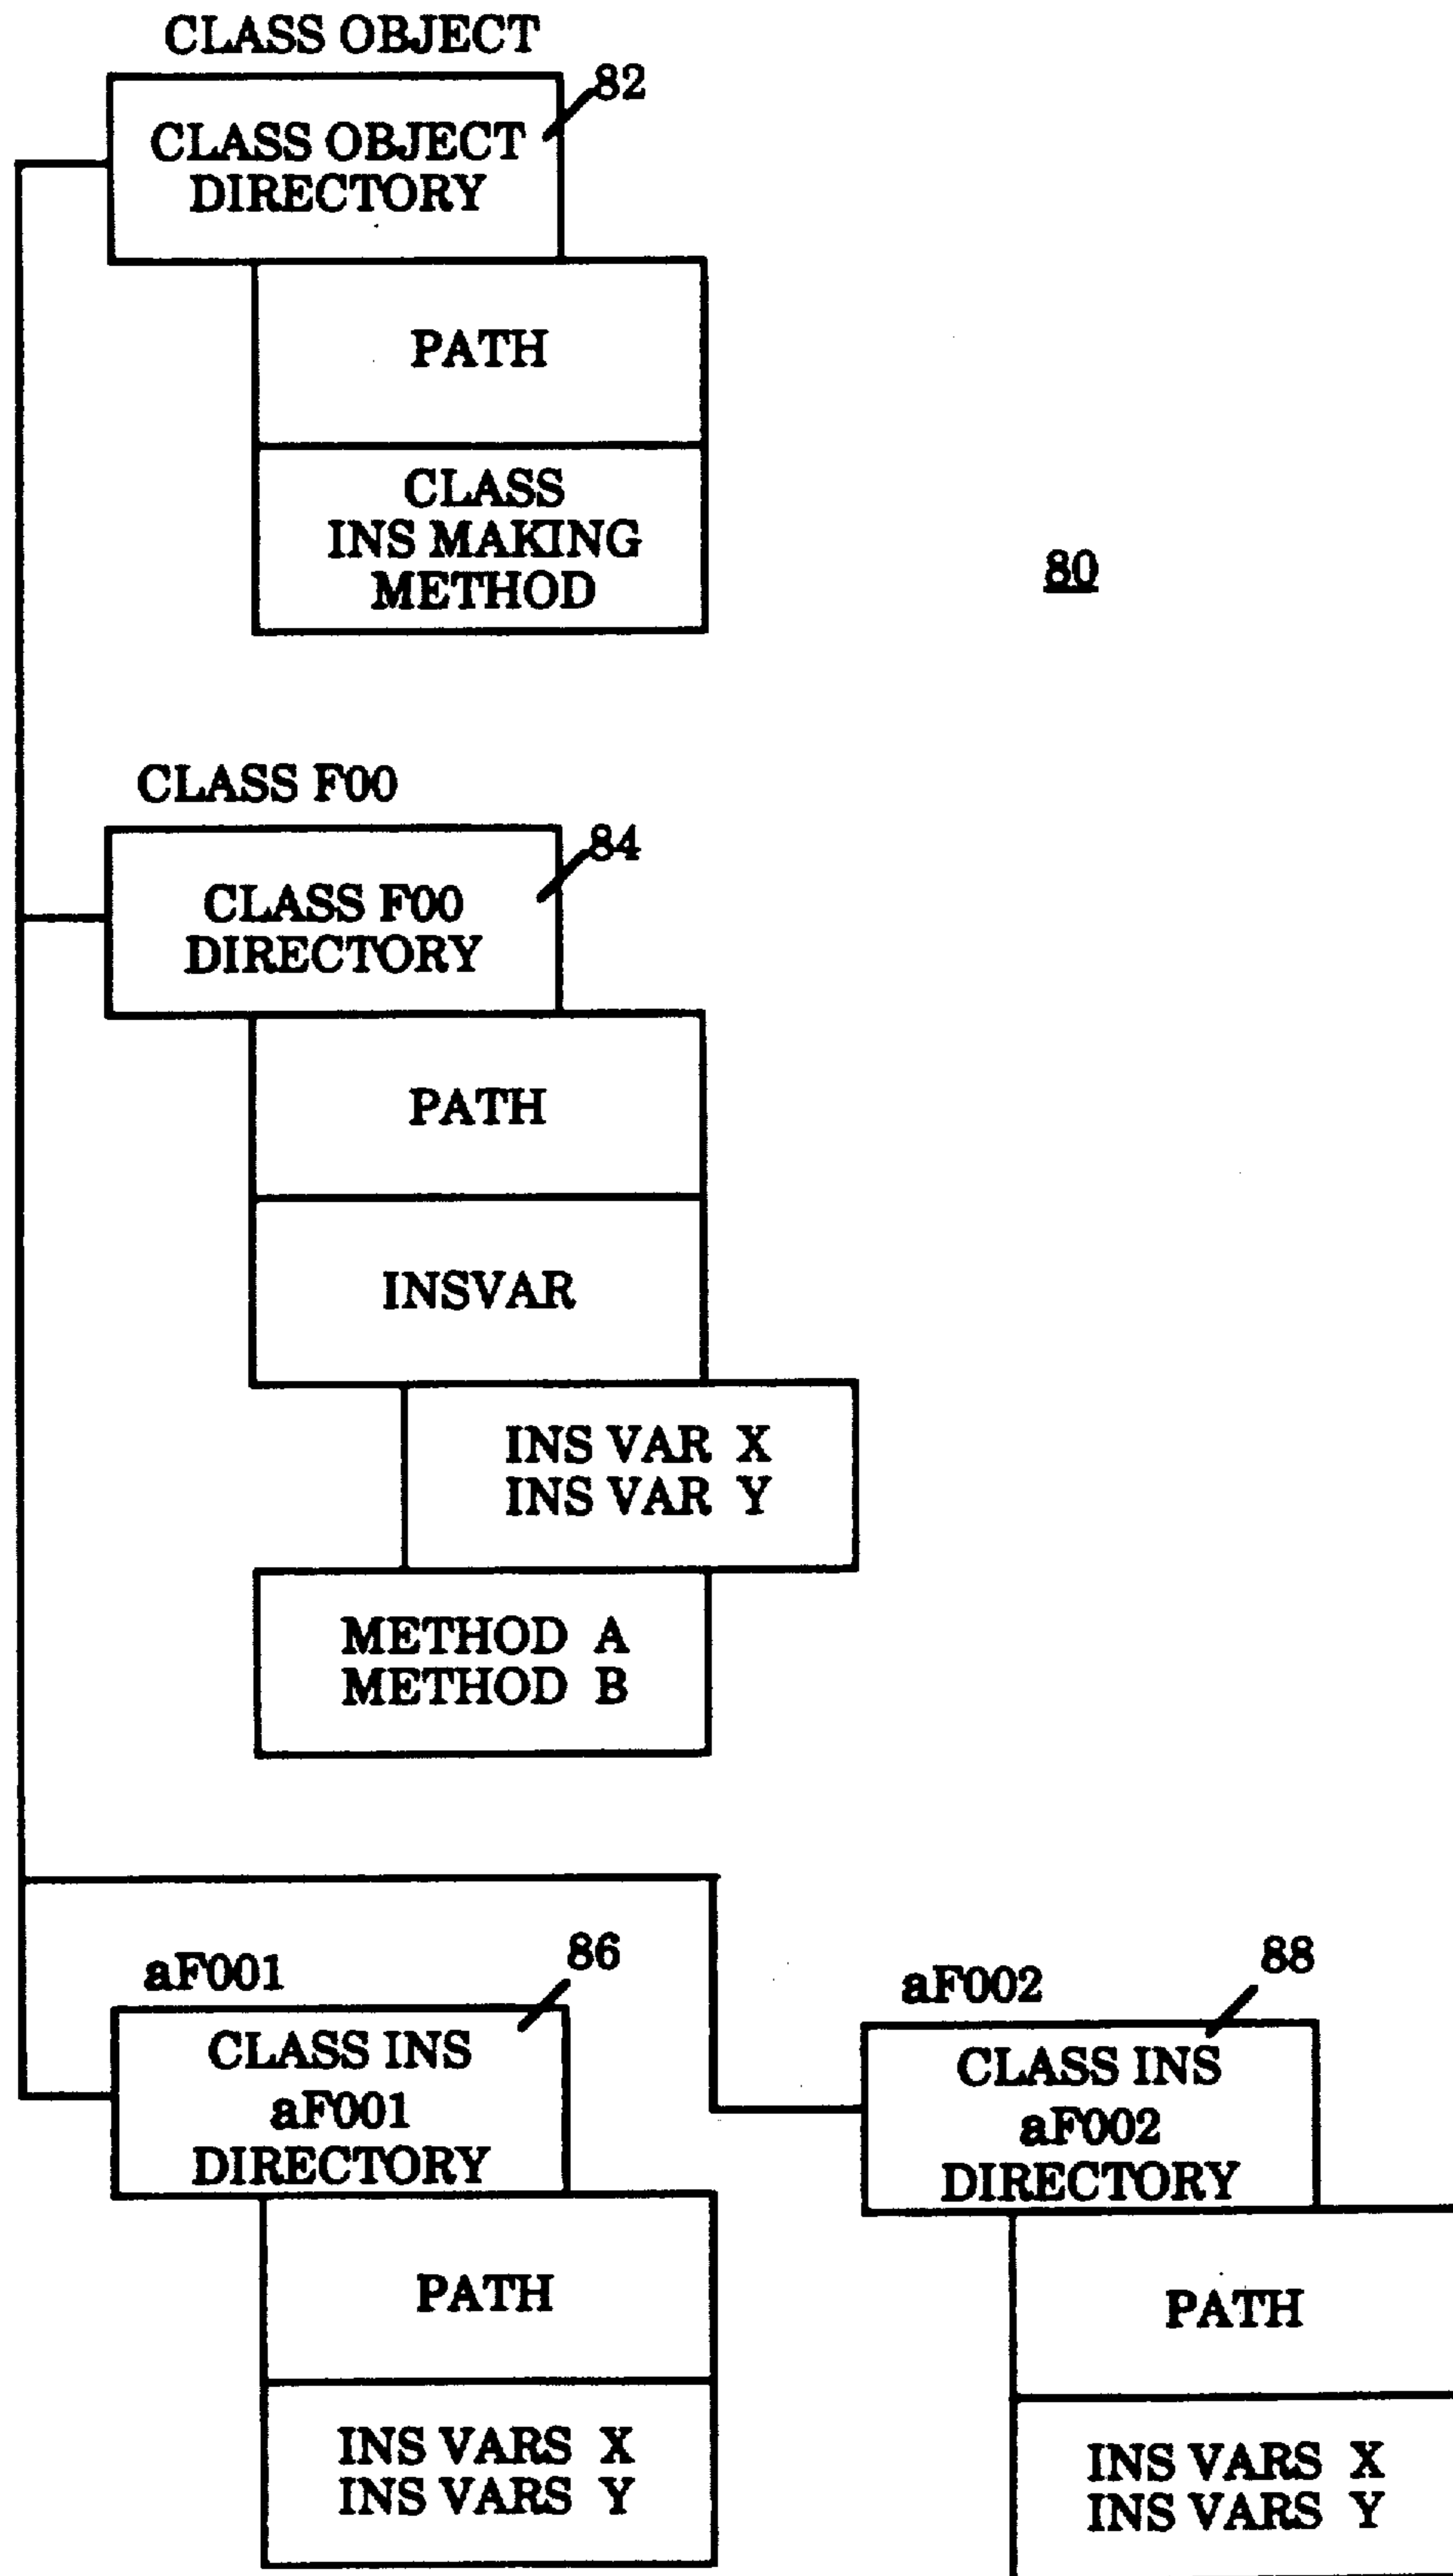 CLASS OBJECT
82
CLASS OBJECT
DIRECTORY
PATH
CLASS
INS MAKING
METHOD
80
CLASS F00
84
CLASS F00
DIRECTORY
PATH
INSVAR
INS VAR X
INS VAR Y
METHOD A
METHOD B
aF001
86
CLASS INS
aF001
DIRECTORY
PATH
INS VARS X
INS VARS Y
aF002
88
CLASS INS
aF002
DIRECTORY
PATH
INS VARS X
INS VARS Y